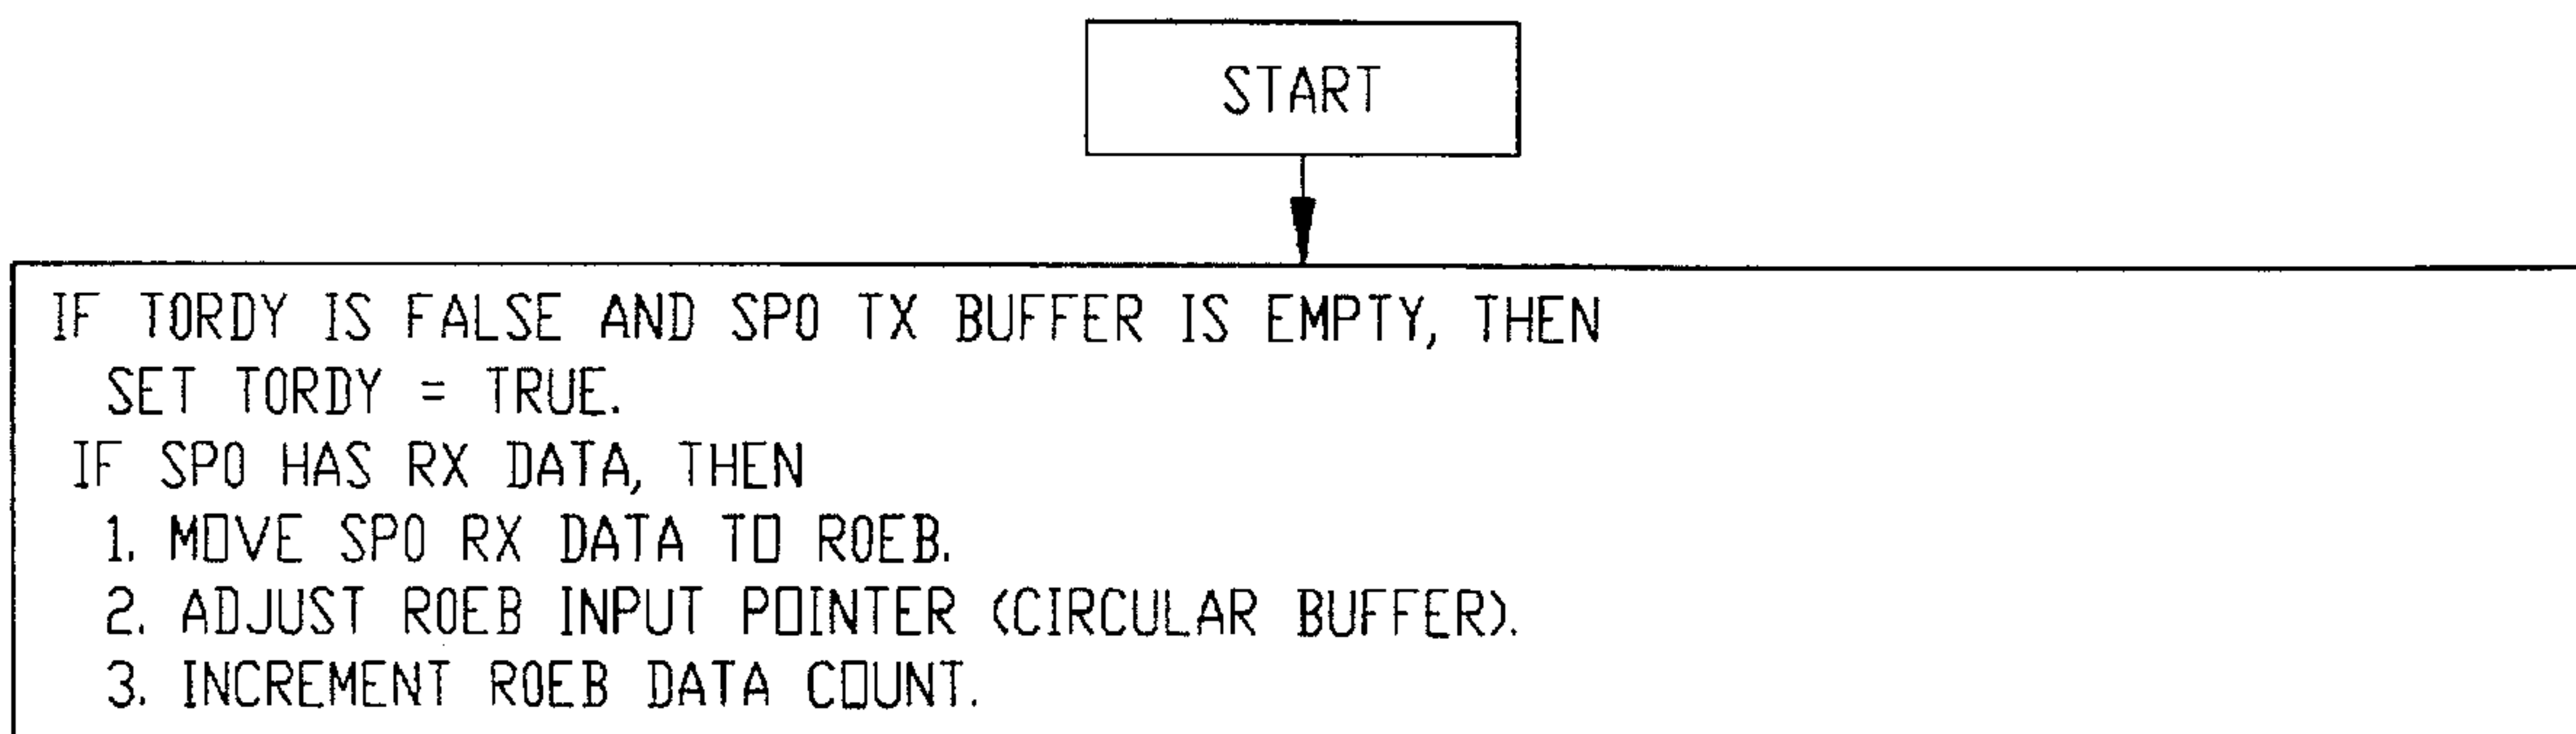 START
IF T0RDY IS FALSE AND SP0 TX BUFFER IS EMPTY, THEN
SET T0RDY = TRUE.
IF SP0 HAS RX DATA, THEN
1. MOVE SP0 RX DATA TO R0EB.
2. ADJUST R0EB INPUT POINTER (CIRCULAR BUFFER).
3. INCREMENT R0EB DATA COUNT.